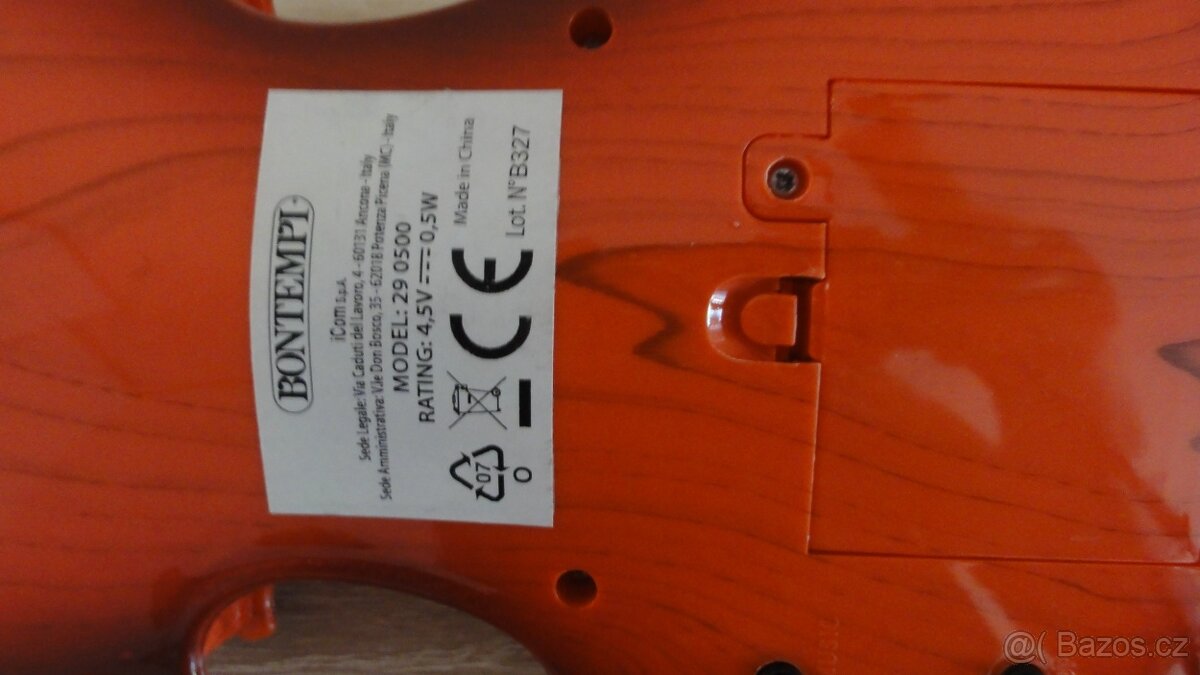 BONTEMPI
iCom S.p.A.
Sede Legale: Via Caduti del Lavoro, 4 - 60131 Ancona - Italy
Sede Amministrativa: V.le Don Bosco, 35 - 62018 Potenza Picena (MC) - Italy
MODEL: 29 0500
RATING: 4,5V 0,5W
Made in China
07
O
Lot. N°B327
@( Bazos.cz